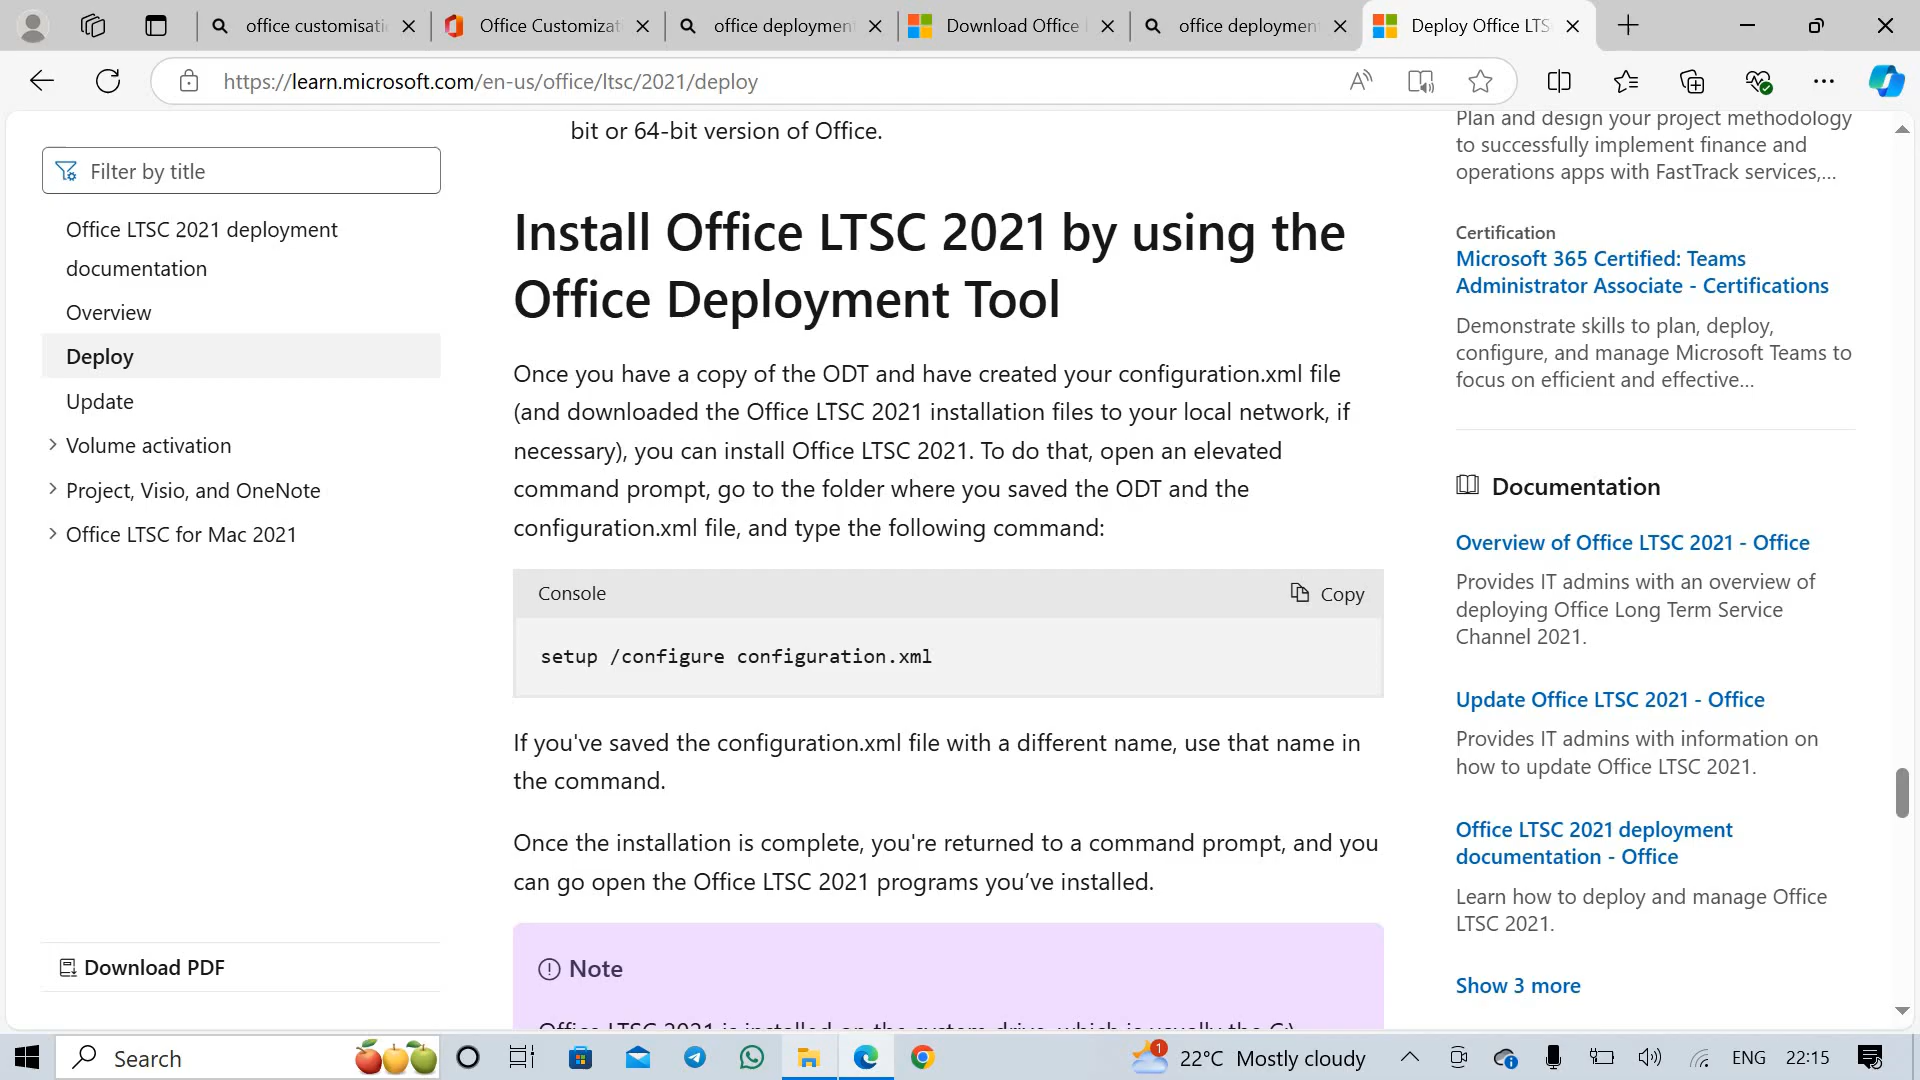 office customisati
Office Customizat
office deploymen
Download Office
office deploymen
Deploy Office LTS
https://learn.microsoft.com/en-us/office/ltsc/2021/deploy
Filter by title
Office LTSC 2021 deployment
documentation
Overview
Deploy
Update
Volume activation
Project, Visio, and OneNote
Office LTSC for Mac 2021
Download PDF
bit or 64-bit version of Office.
Install Office LTSC 2021 by using the
Office Deployment Tool
Once you have a copy of the ODT and have created your configuration.xml file
(and downloaded the Office LTSC 2021 installation files to your local network, if
necessary), you can install Office LTSC 2021. To do that, open an elevated
command prompt, go to the folder where you saved the ODT and the
configuration.xml file, and type the following command:
Console
Copy
setup /configure configuration.xml
If you've saved the configuration.xml file with a different name, use that name in
the command.
Once the installation is complete, you're returned to a command prompt, and you
can go open the Office LTSC 2021 programs you’ve installed.
Note
Office LTSC 2021 is installed on the system drive, which is usually the C:\
Plan and design your project methodology
to successfully implement finance and
operations apps with FastTrack services,...
Certification
Microsoft 365 Certified: Teams
Administrator Associate - Certifications
Demonstrate skills to plan, deploy,
configure, and manage Microsoft Teams to
focus on efficient and effective...
Documentation
Overview of Office LTSC 2021 - Office
Provides IT admins with an overview of
deploying Office Long Term Service
Channel 2021.
Update Office LTSC 2021 - Office
Provides IT admins with information on
how to update Office LTSC 2021.
Office LTSC 2021 deployment
documentation - Office
Learn how to deploy and manage Office
LTSC 2021.
Show 3 more
Search
1
22°C Mostly cloudy
ENG
22:15